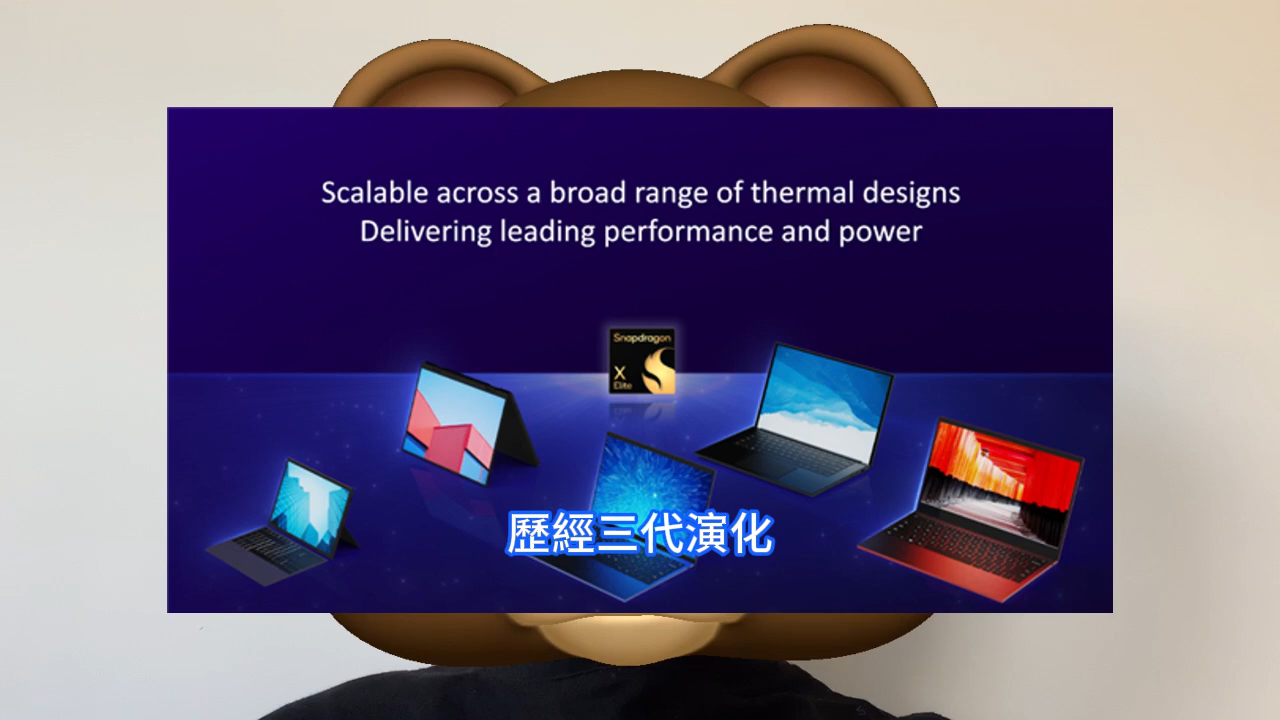 Scalable across a broad range of thermal designs
Delivering leading performance and power
Snapdragon
X
Elite
歷經三代演化